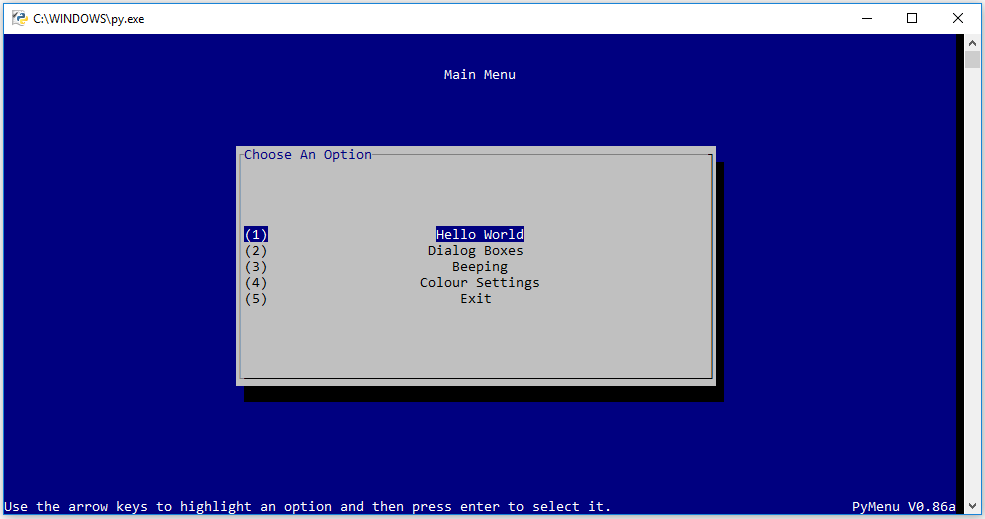 C:\WINDOWS\py.exe
Main Menu
Choose An Option
(1) Hello World
(2) Dialog Boxes
(3) Beeping
(4) Colour Settings
(5) Exit
Use the arrow keys to highlight an option and then press enter to select it. PyMenu V0.86a